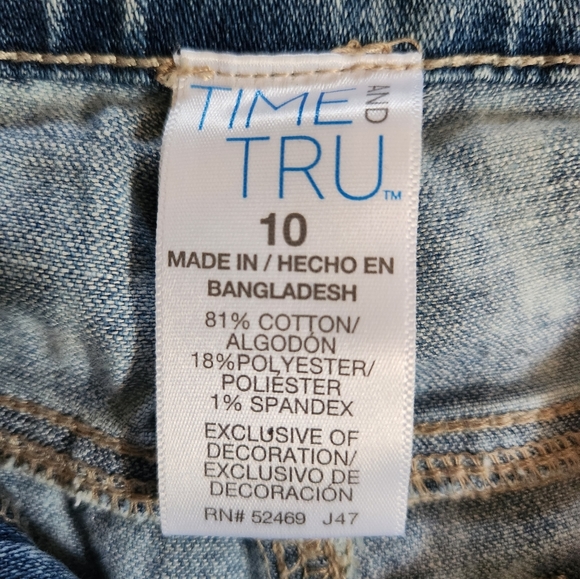 TIME AND
TRU™
10
MADE IN / HECHO EN
BANGLADESH
81% COTTON/
ALGODÓN
18%POLYESTER/
POLIÉSTER
1% SPANDEX
EXCLUSIVE OF
DECORATION/
EXCLUSIVO DE
DECORACIÓN
RN# 52469 J47